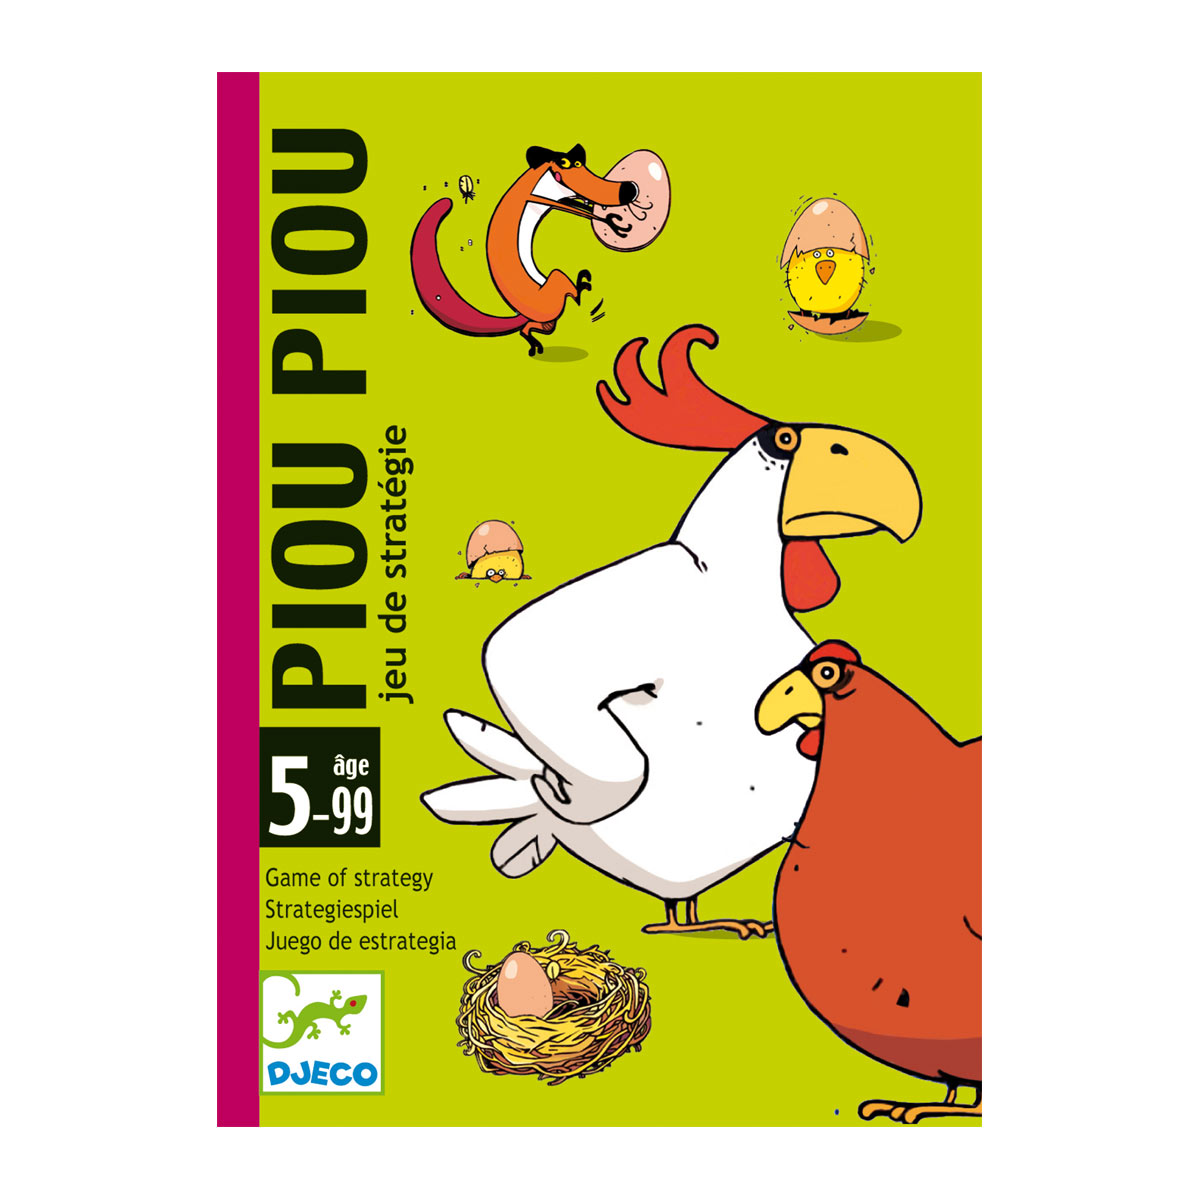 PIOU PIOU
jeu de stratégie
âge
5-99
Game of strategy
Strategiespiel
Juego de estrategia
DJECO